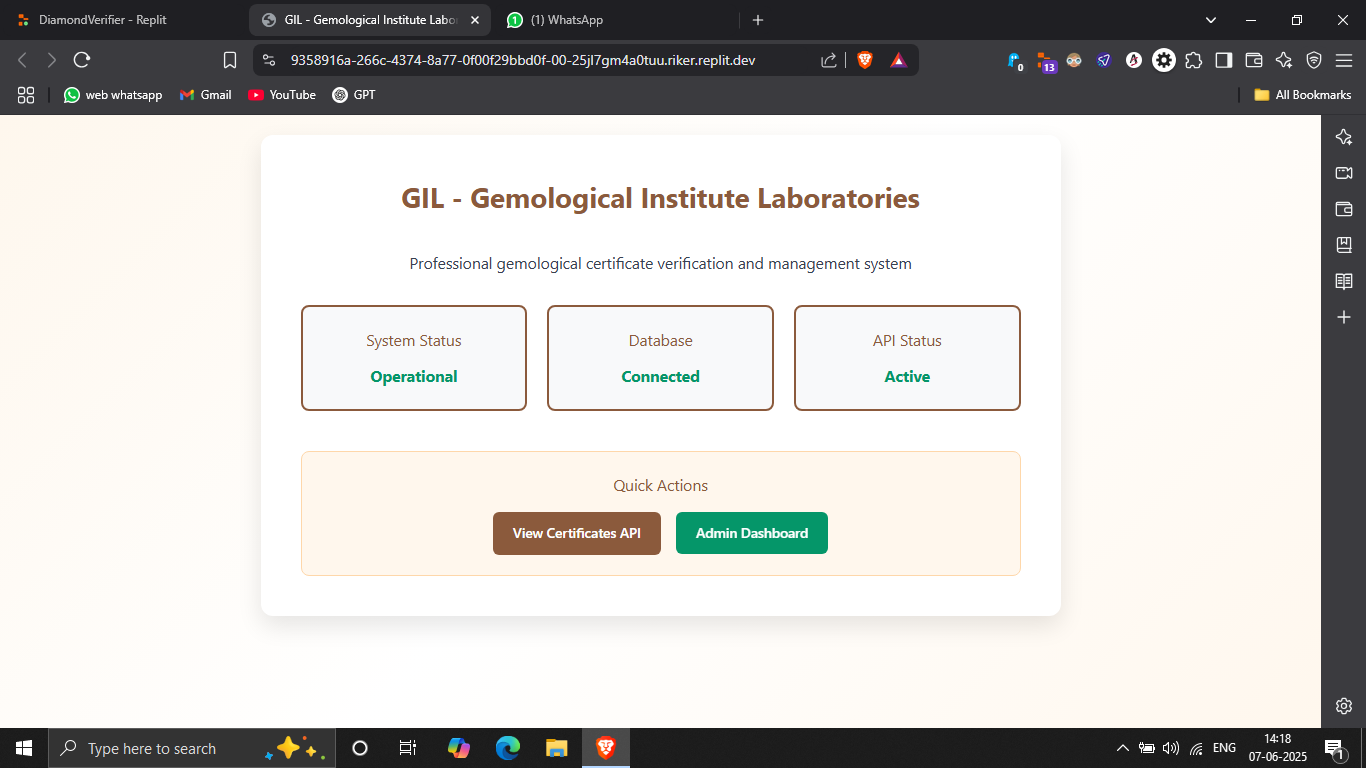 DiamondVerifier - Replit
GIL - Gemological Institute Labor
(1) WhatsApp
9358916a-266c-4374-8a77-0f00f29bbd0f-00-25jl7gm4a0tuu.riker.replit.dev
0
13
web whatsapp
Gmail
YouTube
GPT
All Bookmarks
GIL - Gemological Institute Laboratories
Professional gemological certificate verification and management system
System Status
Operational
Database
Connected
API Status
Active
Quick Actions
View Certificates API
Admin Dashboard
Type here to search
ENG
14:18
07-06-2025
1